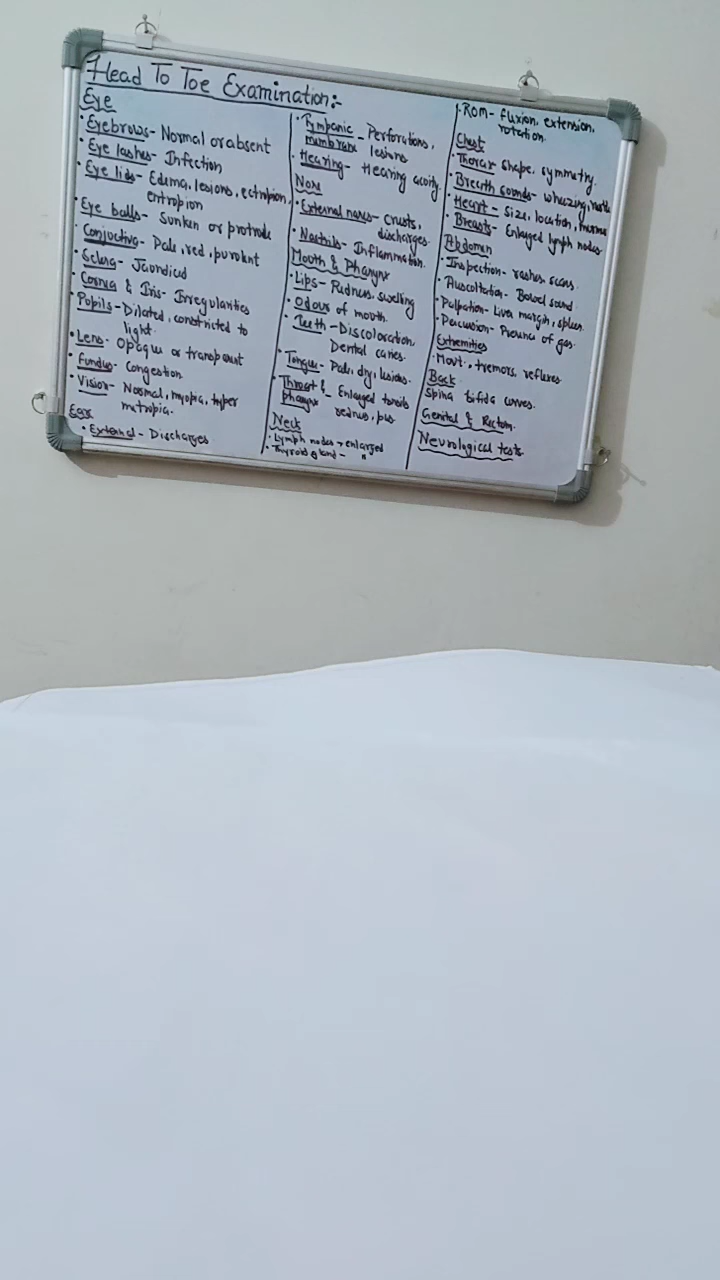 Head To Toe Examination:-
Eye
• Eyebrows- Normal or absent
• Eye lashes- Infection
• Eye lids- Edema, lesions, ectropion,
entropion
• Eye balls- Sunken or protrude
• Conjuctiva- Pale, red, purulent
• Sclera- Jaundiced
• Cornea & Iris- Irregularities
• Pupils- Dilated, constricted to
light.
• Lens- Opaque or transparent
• Fundus- Congestion
• Vision- Normal, myopia, hyper
metropia.
Ear
• External- Discharges
• Tympanic - Perforations,
membrane lesions
• Hearing- Hearing acuity.
Nose
• External nares- Crusts,
discharges.
• Nostrils- Inflammation.
Mouth & Pharynx
• Lips- Redness, swelling
• Odour of mouth.
• Teeth- Discoloration,
Dental caries.
• Tongue- Pale, dry, lesions.
• Throat & - Enlarged tonsils
pharynx redness, pus
Neck
• Lymph nodes - enlarged
• Thyroid gland- "
• ROM- fluxion, extension,
rotation.
Chest
• Thorax- Shape, symmetry.
• Breath sounds- wheezing,
• Heart- Size, location,
• Breasts- Enlarged lymph nodes
Abdomen
• Inspection- rashes, scars.
• Auscultation- Bowel sound.
• Palpation- Liver margin, spleen.
• Percussion- Presence of gas.
Extremities
• Movt., tremors, reflexes
Back
Spina bifida curves.
Genital & Rectum.
Neurological tests.